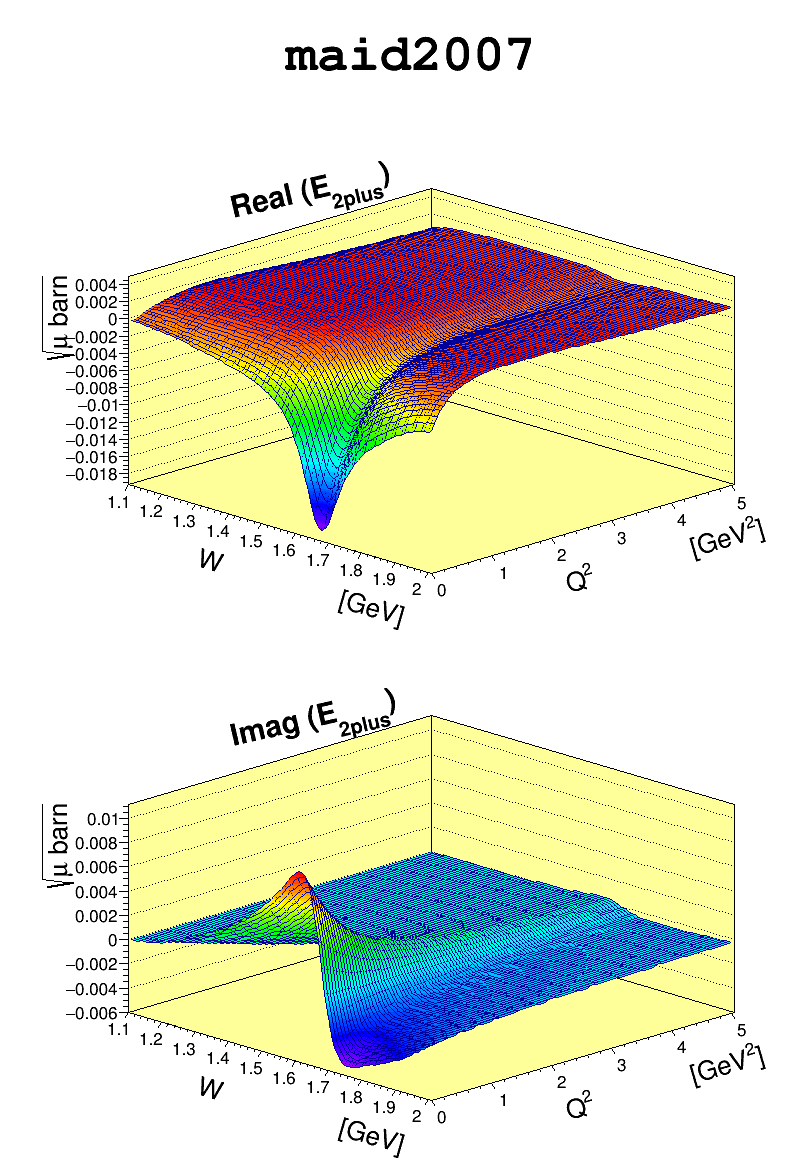 maid2007
Real (E2plus)
√μ barn
0.004
0.002
0
−0.002
−0.004
−0.006
−0.008
−0.01
−0.012
−0.014
−0.016
−0.018
1.1 1.2 1.3 1.4 1.5 1.6 1.7 1.8 1.9 2
W
[GeV]
0 1 2 3 4 5
Q2
[GeV2]
Imag (E2plus)
√μ barn
0.01
0.008
0.006
0.004
0.002
0
−0.002
−0.004
−0.006
1.1 1.2 1.3 1.4 1.5 1.6 1.7 1.8 1.9 2
W
[GeV]
0 1 2 3 4 5
Q2
[GeV2]